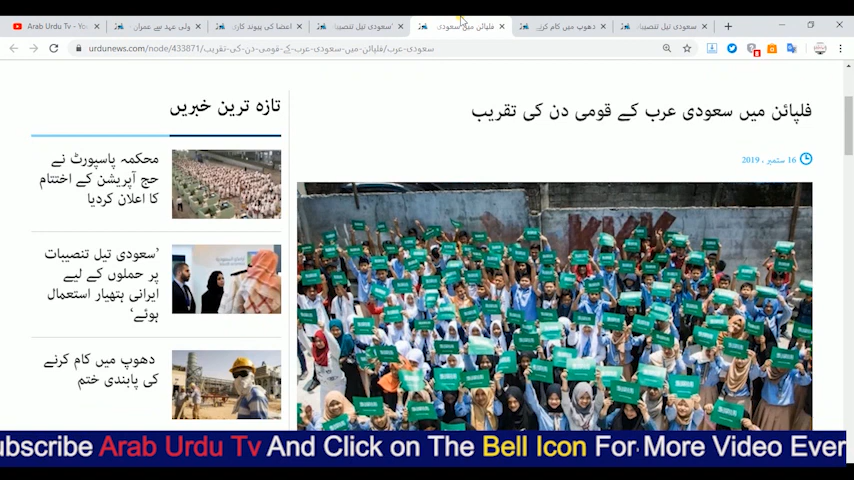 Arab Urdu Tv - Yo
ولی عہد سے عمران
اعضا کی پیوند کاری
'سعودی تیل تنصیبات
فلپائن میں سعودی
دھوپ میں کام کرنے
سعودی تیل تنصیبات
urdunews.com/node/433871/سعودی-عرب/فلپائن-میں-سعودی-عرب-کے-قومی-دن-کی-تقریب
فلپائن میں سعودی عرب کے قومی دن کی تقریب
16 ستمبر ، 2019
تازہ ترین خبریں
محکمہ پاسپورٹ نے
حج آپریشن کے اختتام
کا اعلان کردیا
'سعودی تیل تنصیبات
پر حملوں کے لیے
ایرانی ہتھیار استعمال
ہوئے'
دھوپ میں کام کرنے
کی پابندی ختم
ubscribe Arab Urdu Tv And Click on The Bell Icon For More Video Ever